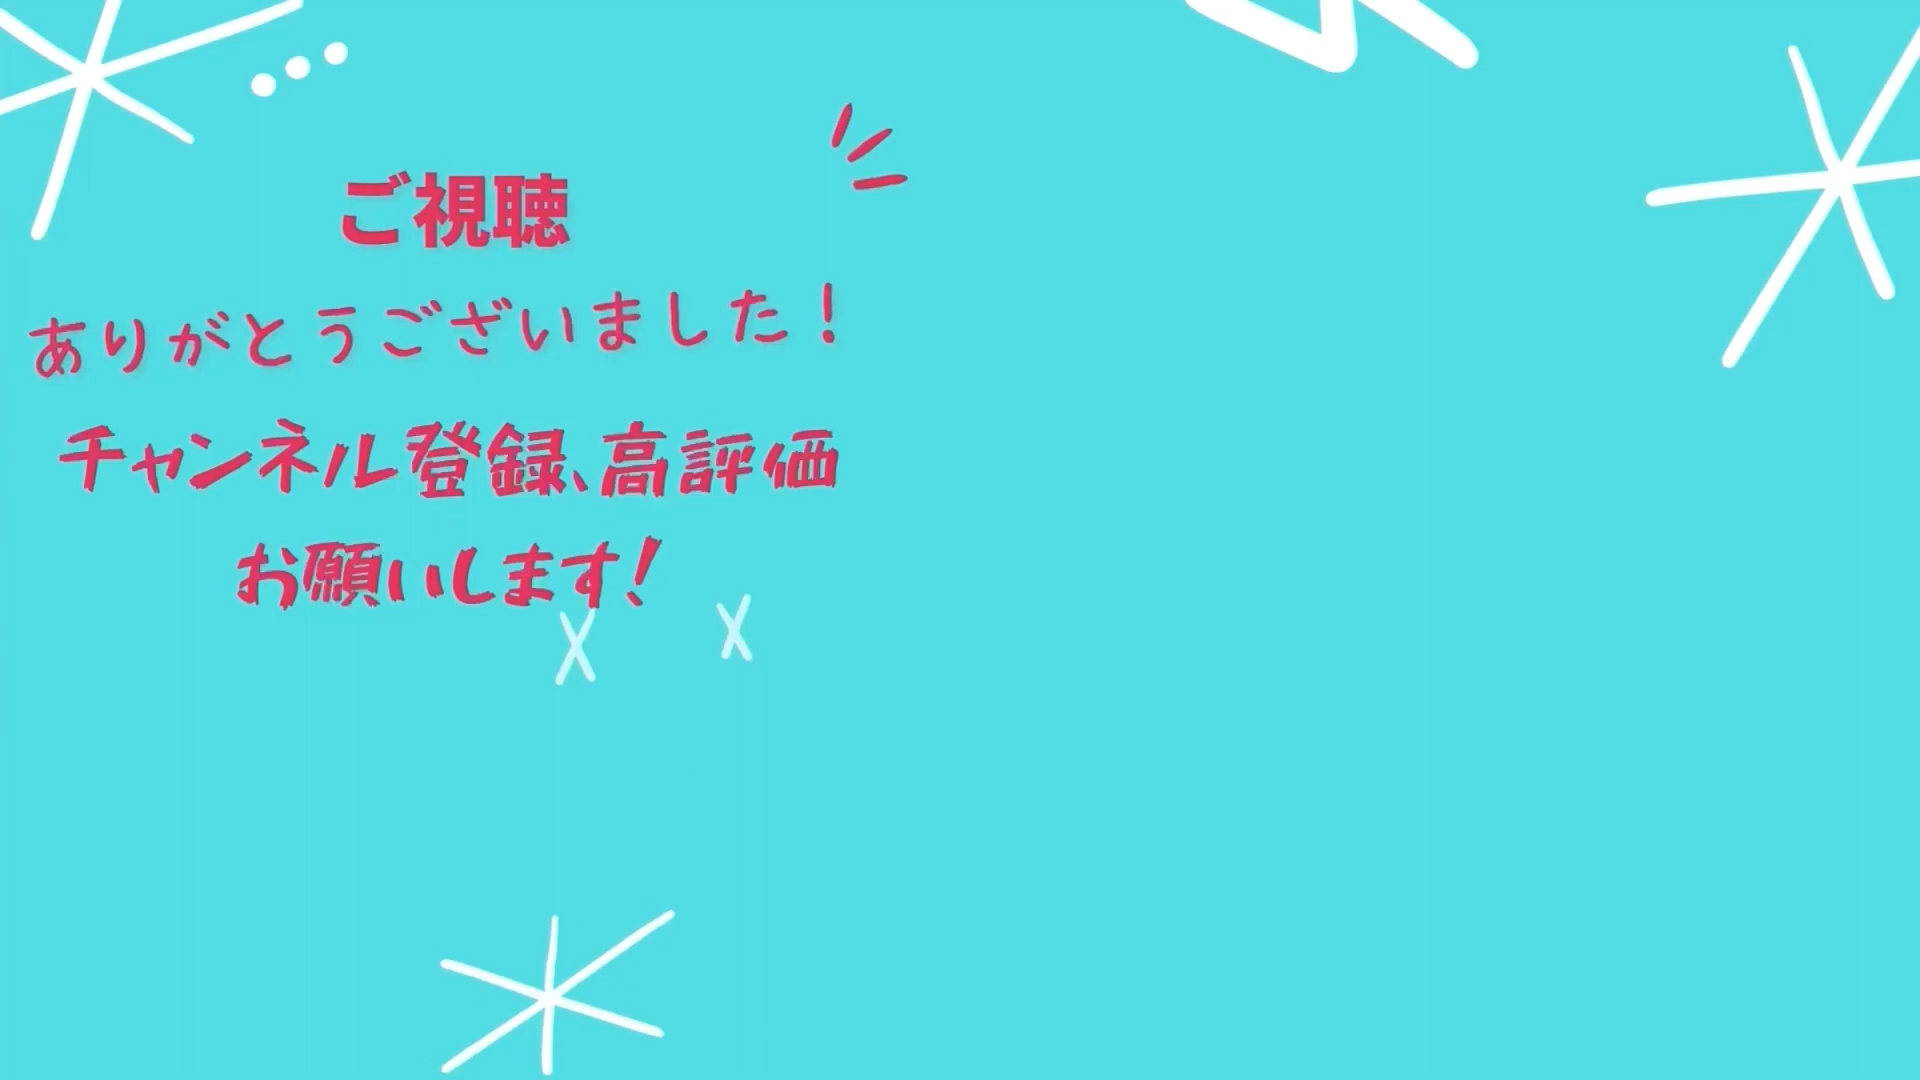 ご視聴
ありがとうございました！
チャンネル登録、高評価
お願いします！